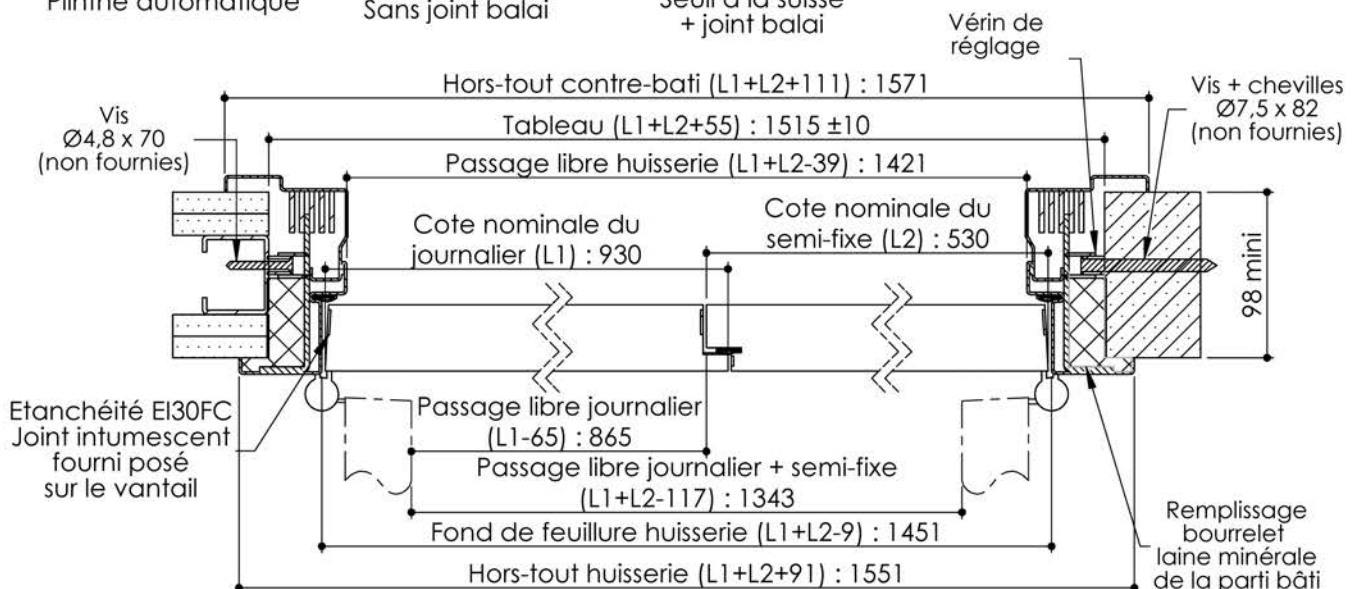 Plinthe automatique
Sans joint balai
Seuil à la suisse
+ joint balai
Vérin de
réglage
Hors-tout contre-bati (L1+L2+111) : 1571
Vis
Ø4,8 x 70
(non fournies)
Vis + chevilles
Ø7,5 x 82
(non fournies)
Tableau (L1+L2+55) : 1515 ±10
Passage libre huisserie (L1+L2-39) : 1421
Cote nominale du
journalier (L1) : 930
Cote nominale du
semi-fixe (L2) : 530
98 mini
Etanchéité EI30FC
Joint intumescent
fourni posé
sur le vantail
Passage libre journalier
(L1-65) : 865
Passage libre journalier + semi-fixe
(L1+L2-117) : 1343
Fond de feuillure huisserie (L1+L2-9) : 1451
Hors-tout huisserie (L1+L2+91) : 1551
Remplissage
bourrelet
laine minérale
de la parti bâti